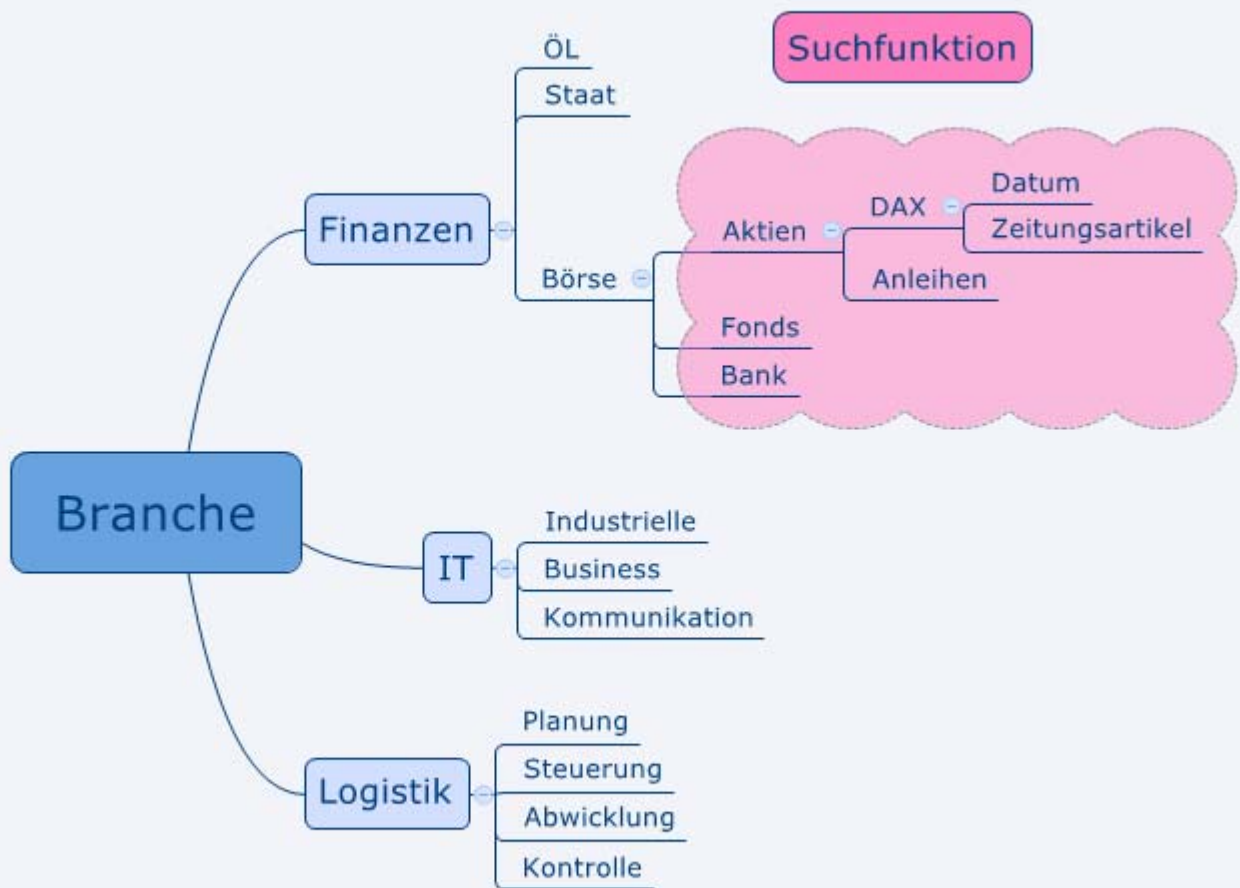 ÖL
Suchfunktion
Staat
Finanzen
Börse
Aktien
DAX
Datum
Zeitungsartikel
Anleihen
Fonds
Bank
Branche
IT
Industrielle
Business
Kommunikation
Logistik
Planung
Steuerung
Abwicklung
Kontrolle